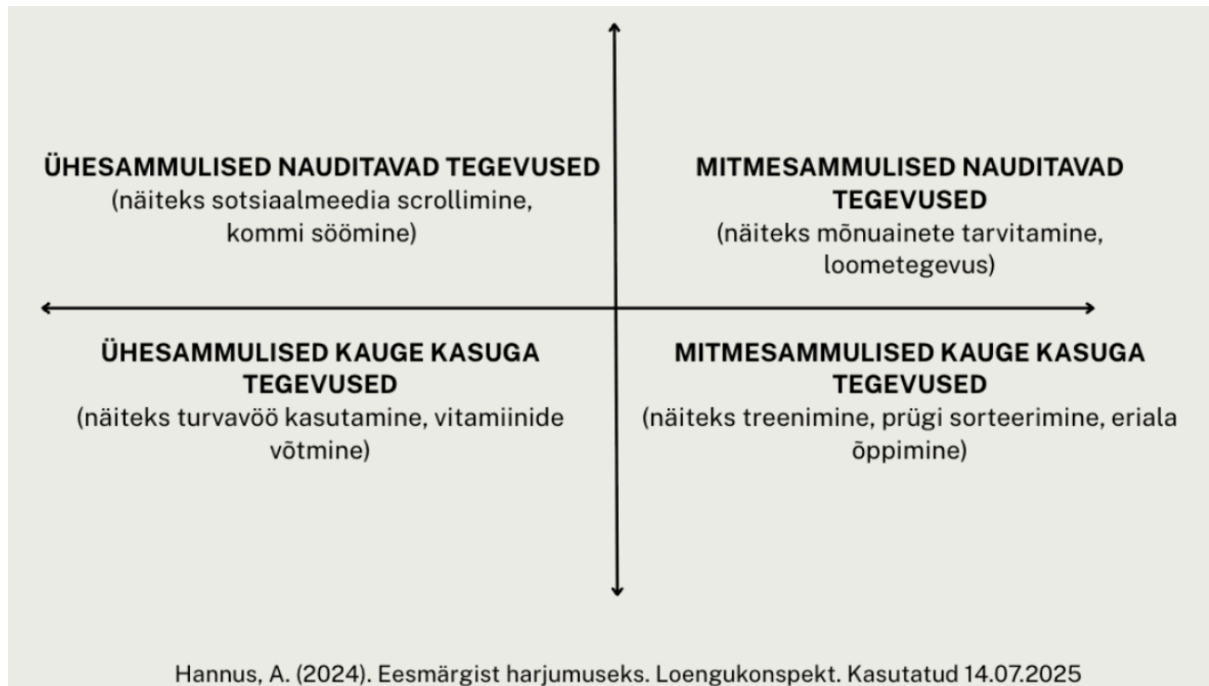 ÜHESAMMULISED NAUDITAVAD TEGEVUSED
(näiteks sotsiaalmeedia scrollimine,
kommi söömine)
MITMESAMMULISED NAUDITAVAD
TEGEVUSED
(näiteks mõnuainete tarvitamine,
loometegevus)
ÜHESAMMULISED KAUGE KASUGA
TEGEVUSED
(näiteks turvavöö kasutamine, vitamiinide
võtmine)
MITMESAMMULISED KAUGE KASUGA
TEGEVUSED
(näiteks treenimine, prügi sorteerimine, eriala
õppimine)
Hannus, A. (2024). Eesmärgist harjumuseks. Loengukonspekt. Kasutatud 14.07.2025